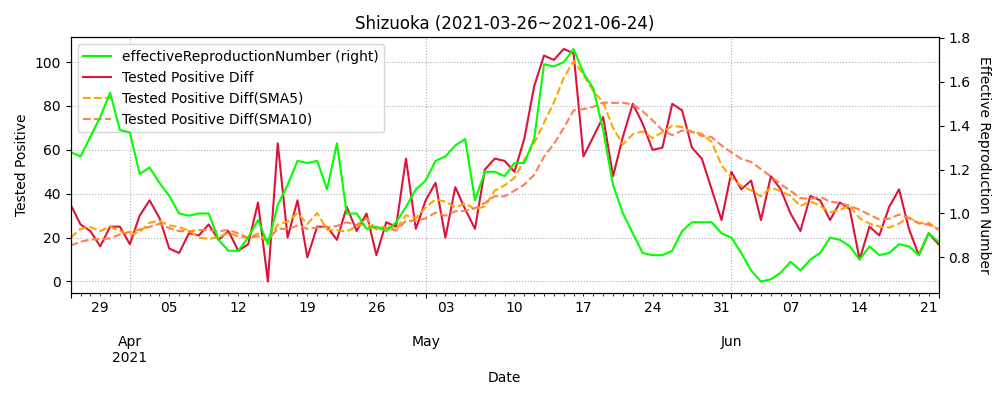 Shizuoka (2021-03-26~2021-06-24)
effectiveReproductionNumber (right)
Tested Positive Diff
Tested Positive Diff(SMA5)
Tested Positive Diff(SMA10)
Tested Positive
100
80
60
40
20
0
1.8
1.6
1.4
1.2
1.0
0.8
Effective Reproduction Number
29 05 12 19 26 03 10 17 24 31 07 14 21
Apr May Jun
2021
Date